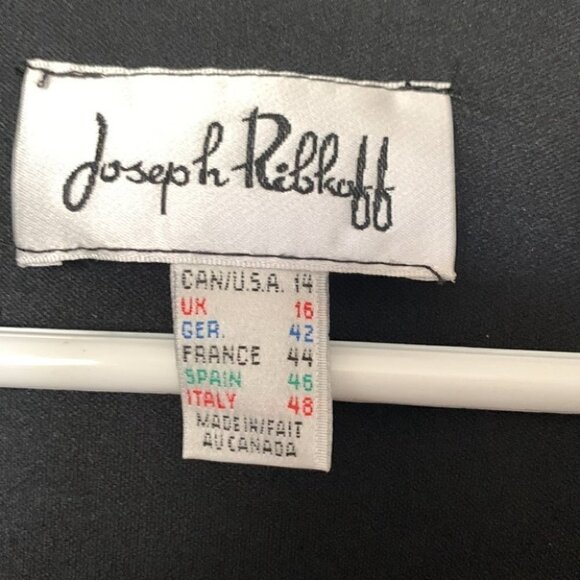 Joseph Ribkoff
CAN/U.S.A. 14
UK 16
GER. 42
FRANCE 44
SPAIN 46
ITALY 48
MADE IN/FAIT
AU CANADA